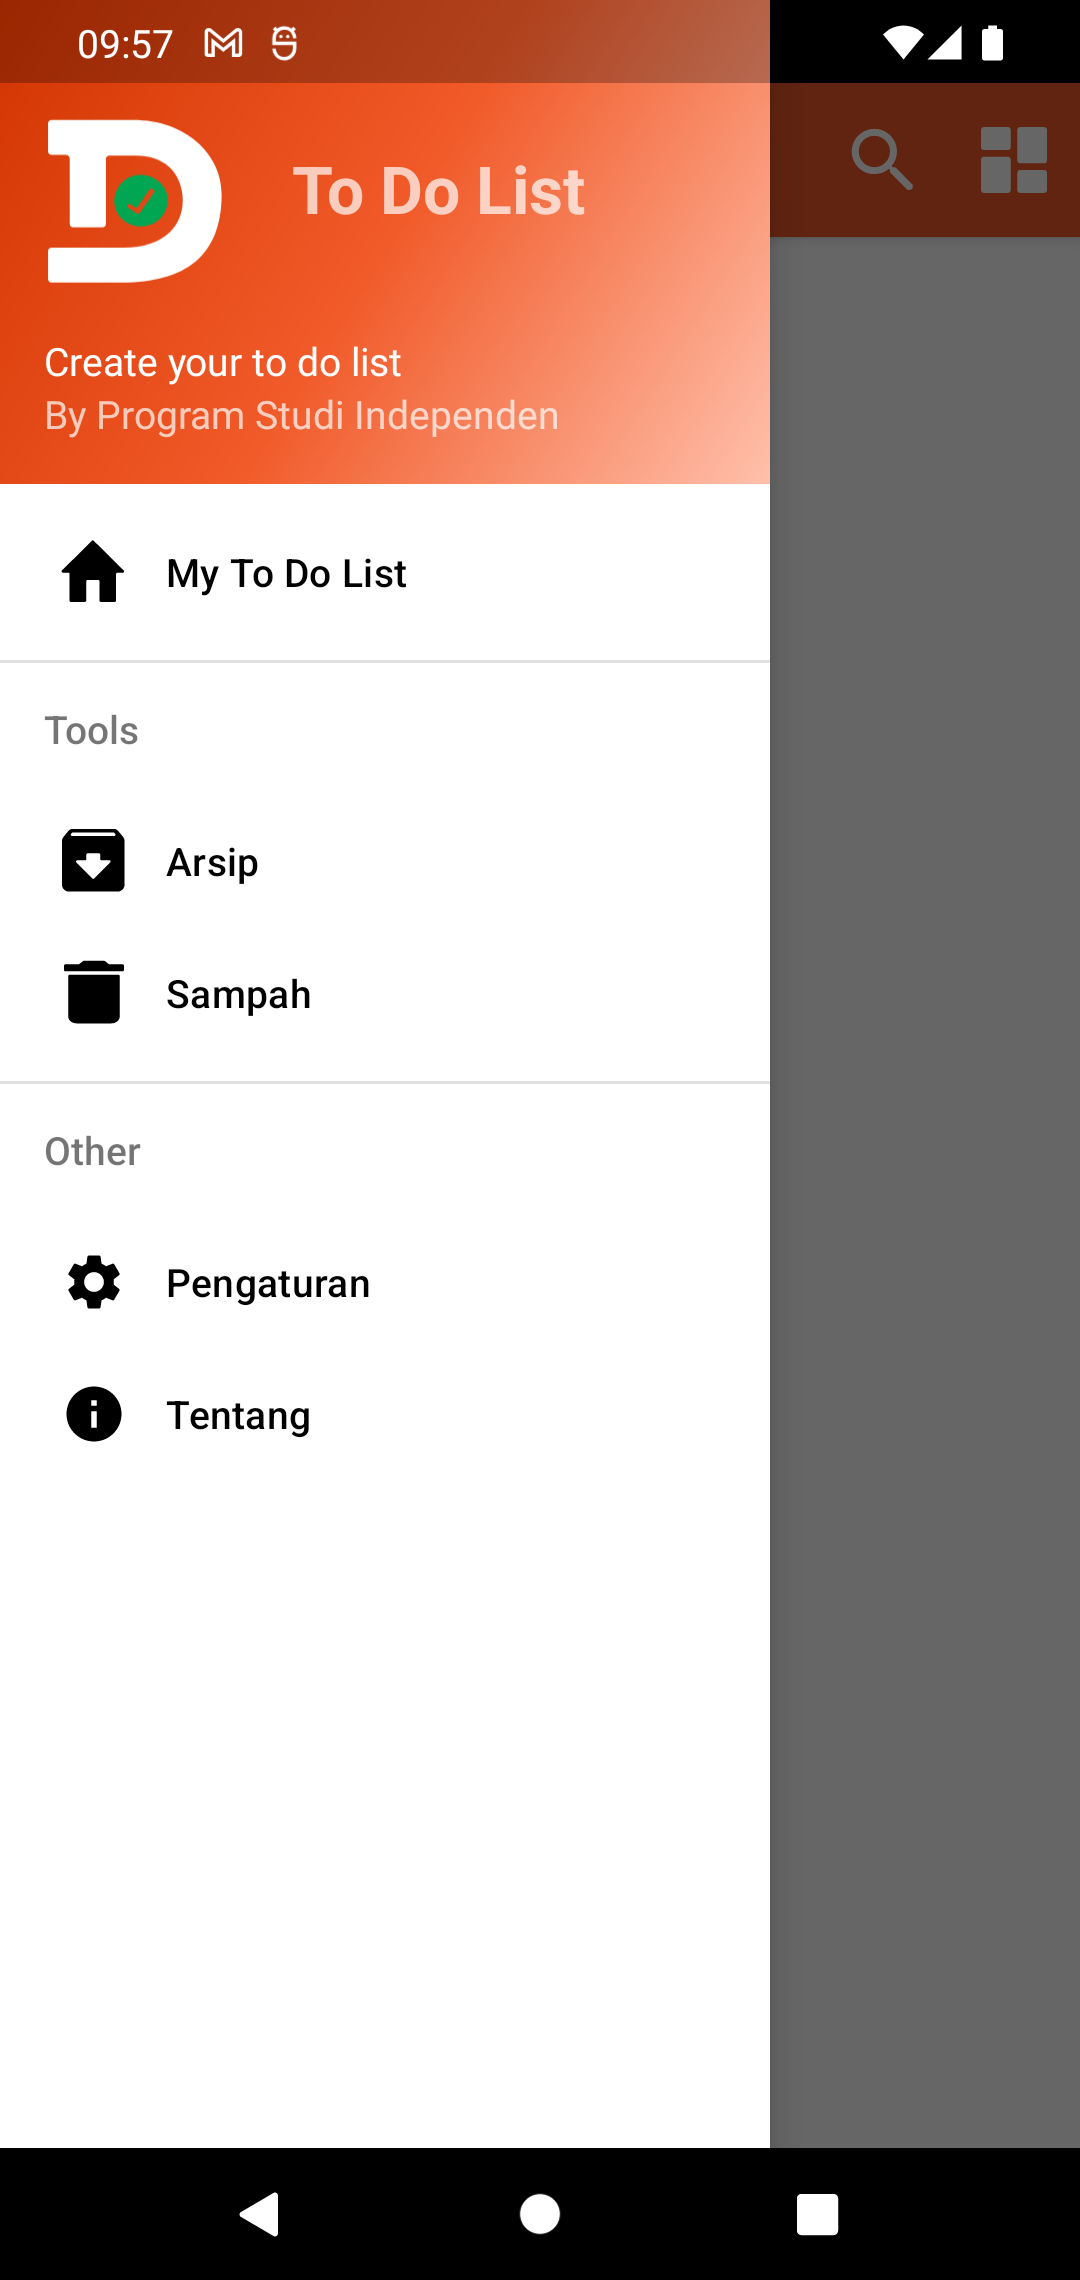 09:57
To Do List
Create your to do list
By Program Studi Independen
My To Do List
Tools
Arsip
Sampah
Other
Pengaturan
Tentang